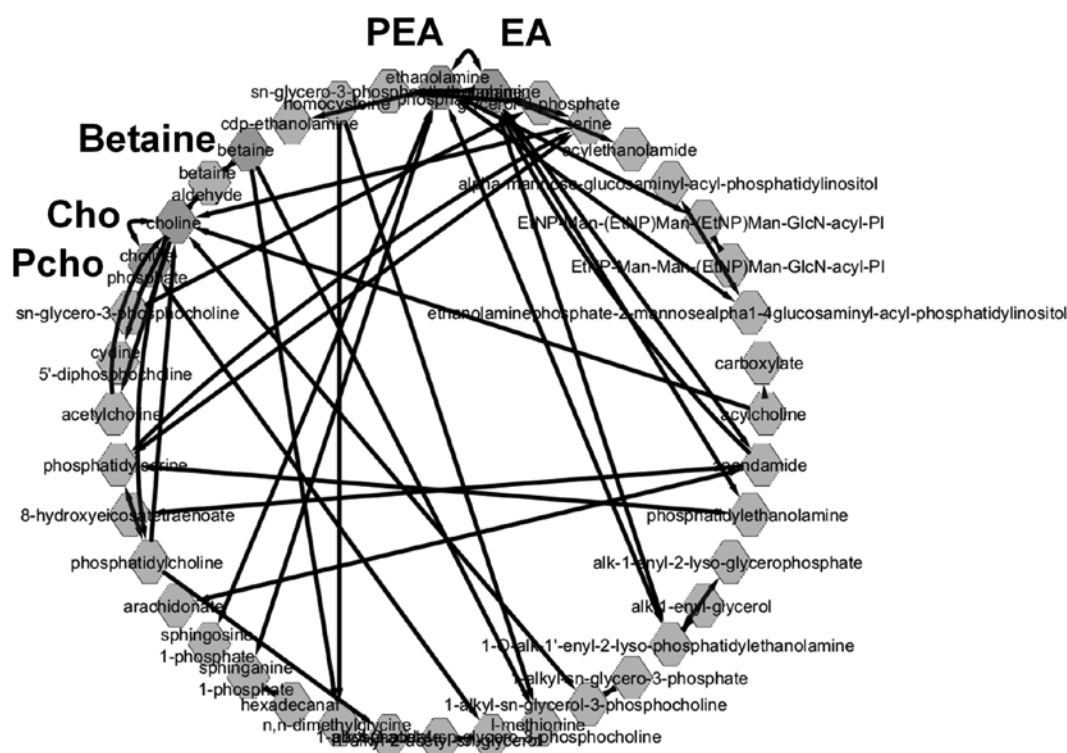 PEA EA
ethanolamine
sn-glycero-3-phosphoethanolamine
glycerol-3-phosphate
homocysteine
cdp-ethanolamine
serine
Betaine
betaine
acylethanolamide
betaine
aldehyde
alpha-mannose-glucosaminyl-acyl-phosphatidylinositol
Cho
choline
EtNP-Man-(EtNP)Man-(EtNP)Man-GlcN-acyl-PI
Pcho
choline
phosphate
EtNP-Man-Man-(EtNP)Man-GlcN-acyl-PI
sn-glycero-3-phosphocholine
ethanolaminephosphate-2-mannosealpha1-4glucosaminyl-acyl-phosphatidylinositol
cytidine
5'-diphosphocholine
carboxylate
acetylcholine
acylcholine
phosphatidylserine
anandamide
8-hydroxyeicosatetraenoate
phosphatidylethanolamine
phosphatidylcholine
alk-1-enyl-2-lyso-glycerophosphate
arachidonate
alk-1-enyl-glycerol
sphingosine
1-phosphate
1-O-alk-1'-enyl-2-lyso-phosphatidylethanolamine
sphinganine
1-phosphate
1-alkyl-sn-glycero-3-phosphate
hexadecanal
1-alkyl-sn-glycerol-3-phosphocholine
n,n-dimethylglycine
l-methionine